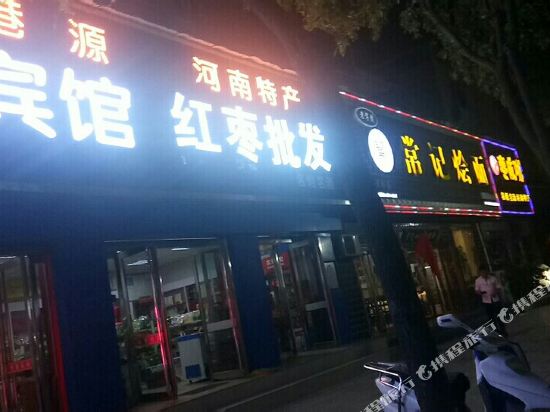 港源
宾馆
河南特产
红枣批发
常记烩面
携程旅行